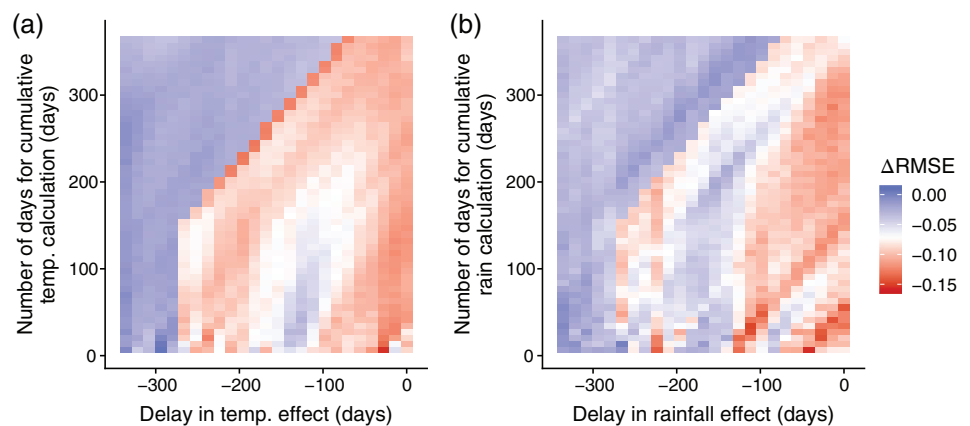 (a)
Number of days for cumulative
temp. calculation (days)
300
200
100
0
−300
−200
−100
0
Delay in temp. effect (days)
(b)
Number of days for cumulative
rain calculation (days)
300
200
100
0
−300
−200
−100
0
Delay in rainfall effect (days)
ΔRMSE
0.00
−0.05
−0.10
−0.15